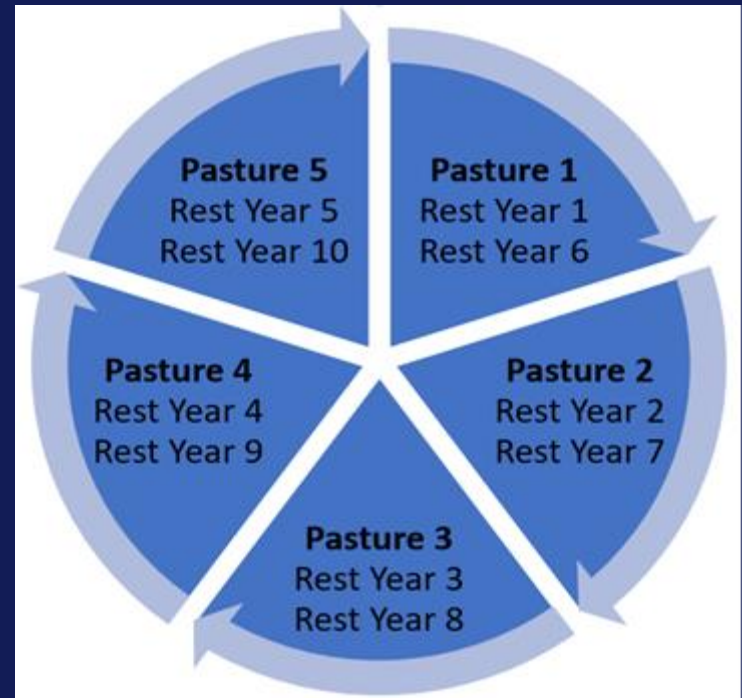 Pasture 1
Rest Year 1
Rest Year 6
Pasture 2
Rest Year 2
Rest Year 7
Pasture 3
Rest Year 3
Rest Year 8
Pasture 4
Rest Year 4
Rest Year 9
Pasture 5
Rest Year 5
Rest Year 10